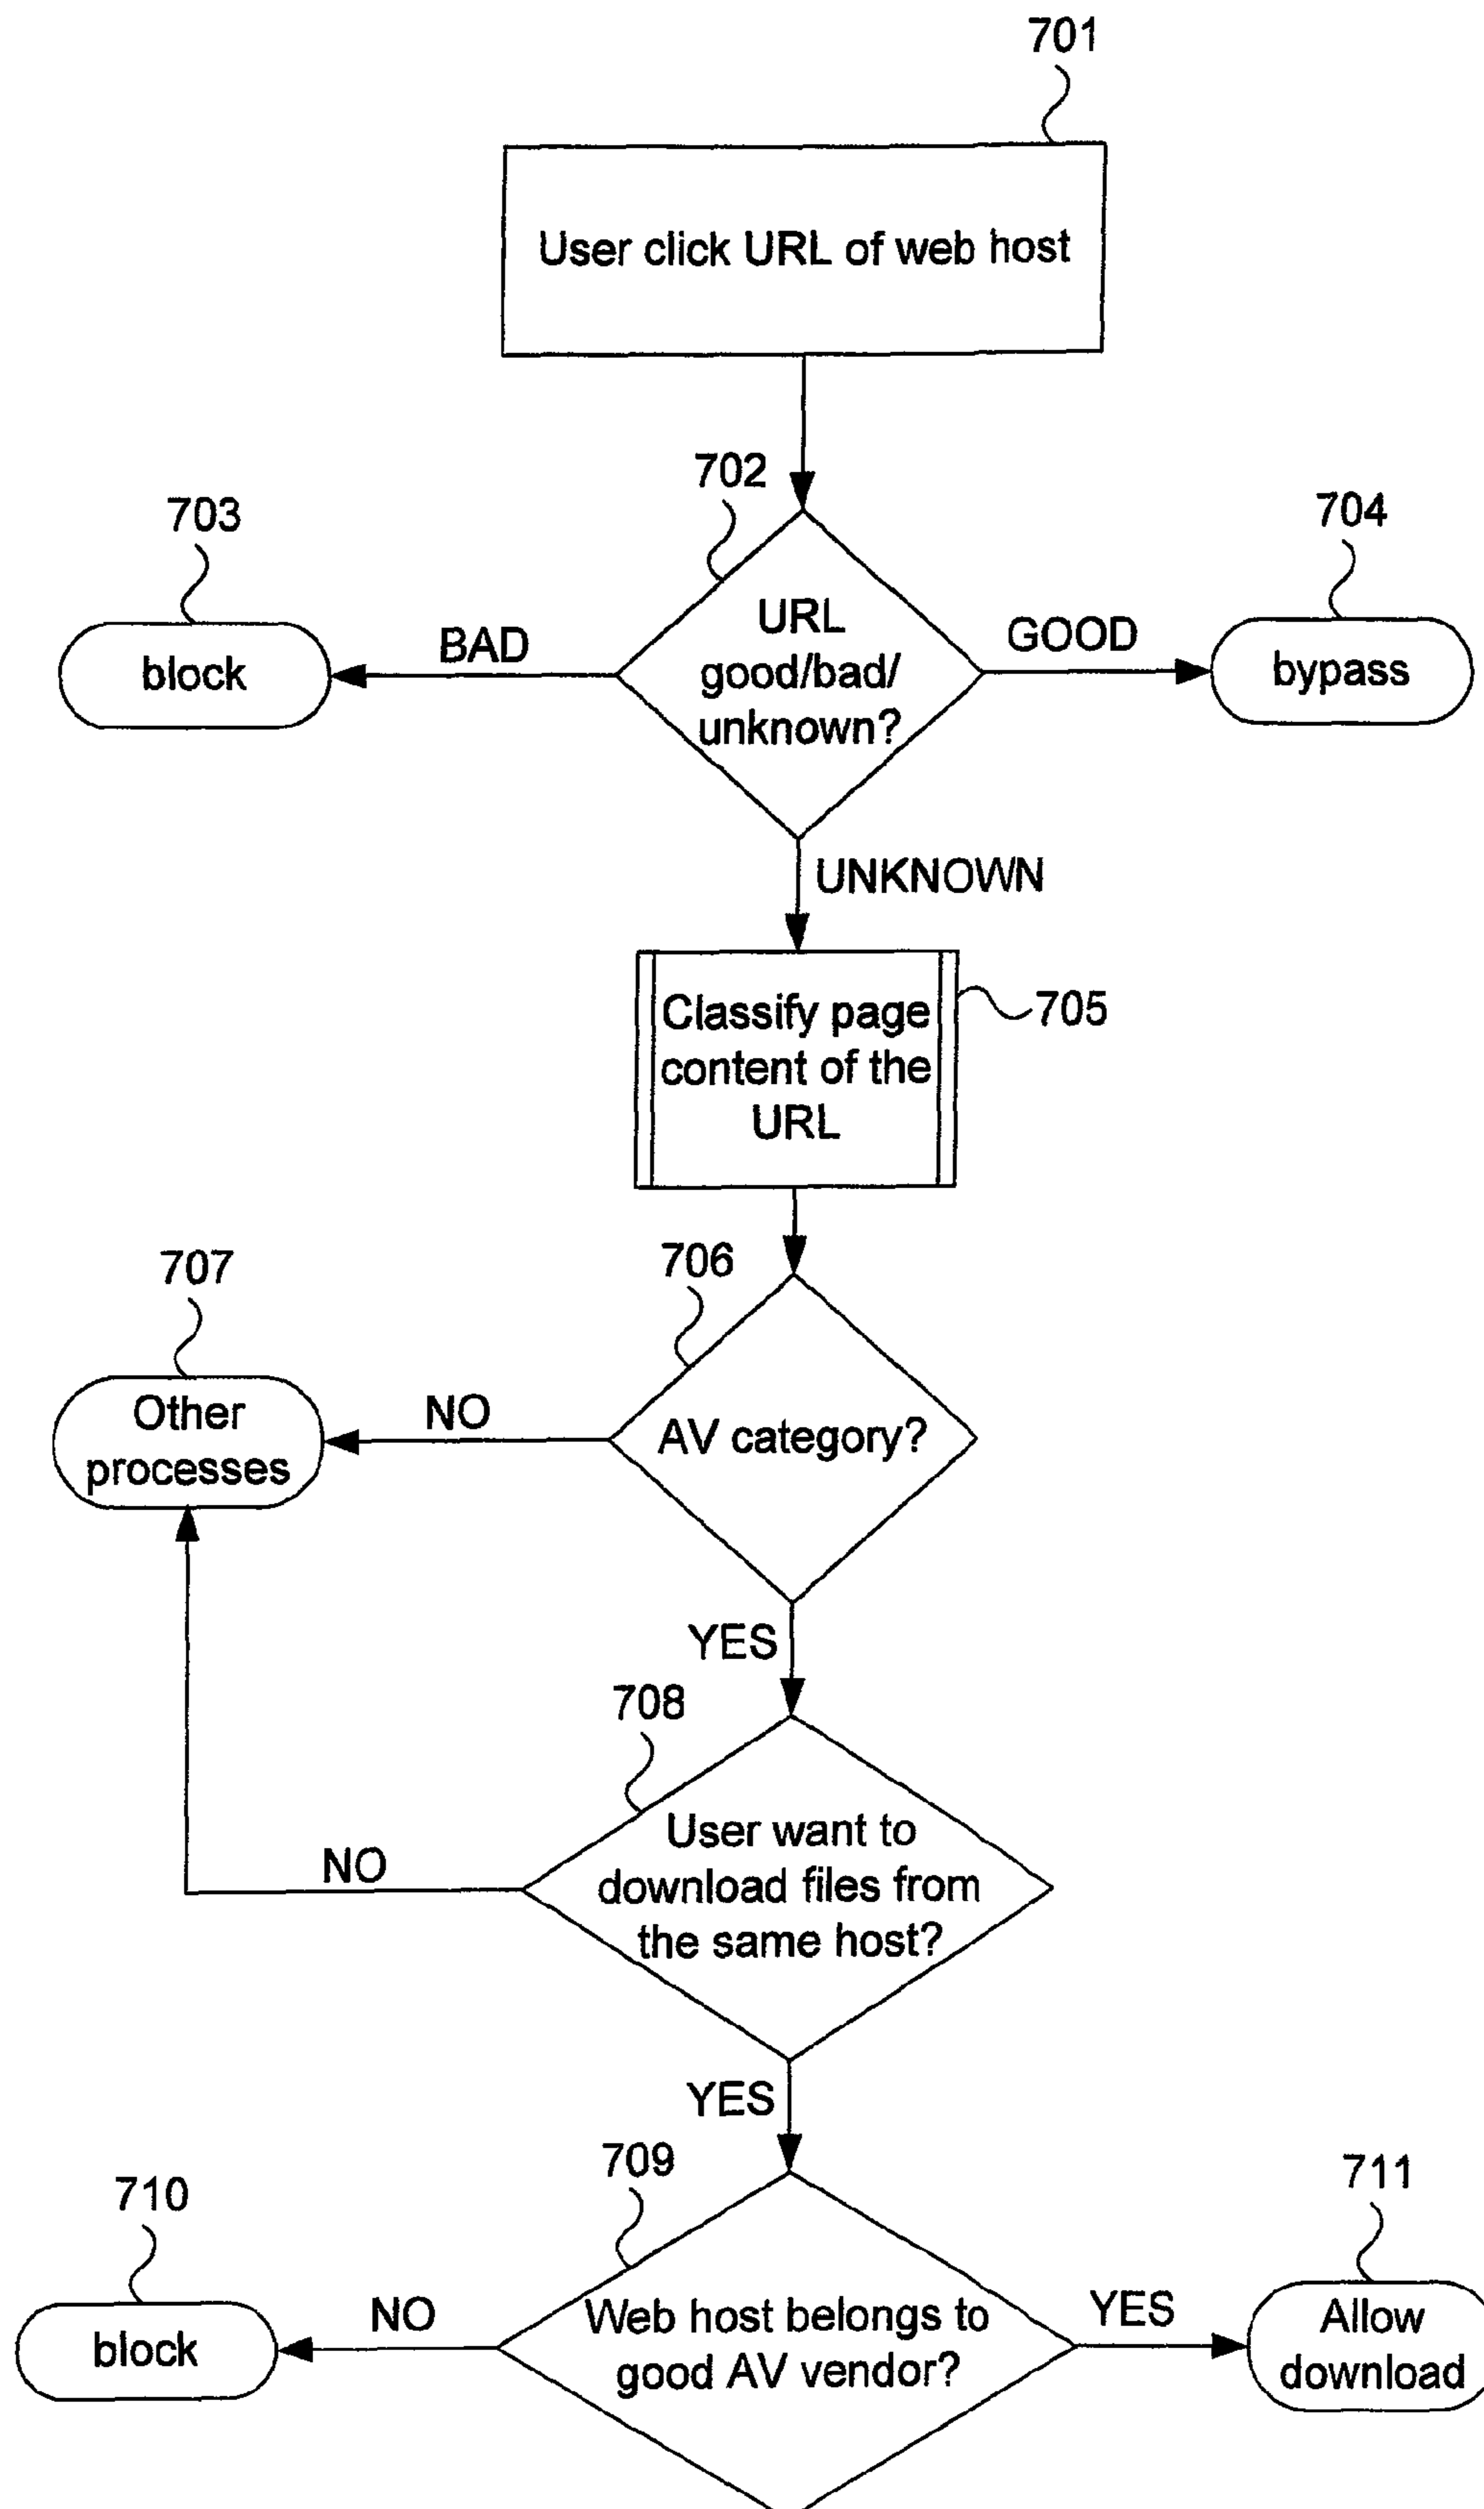 701
User click URL of web host
702
703
704
URL
good/bad/
unknown?
BAD
GOOD
block
bypass
UNKNOWN
Classify page
content of the
URL
705
706
707
AV category?
NO
Other
processes
YES
708
User want to
download files from
the same host?
NO
YES
709
710
711
Web host belongs to
good AV vendor?
NO
YES
block
Allow
download